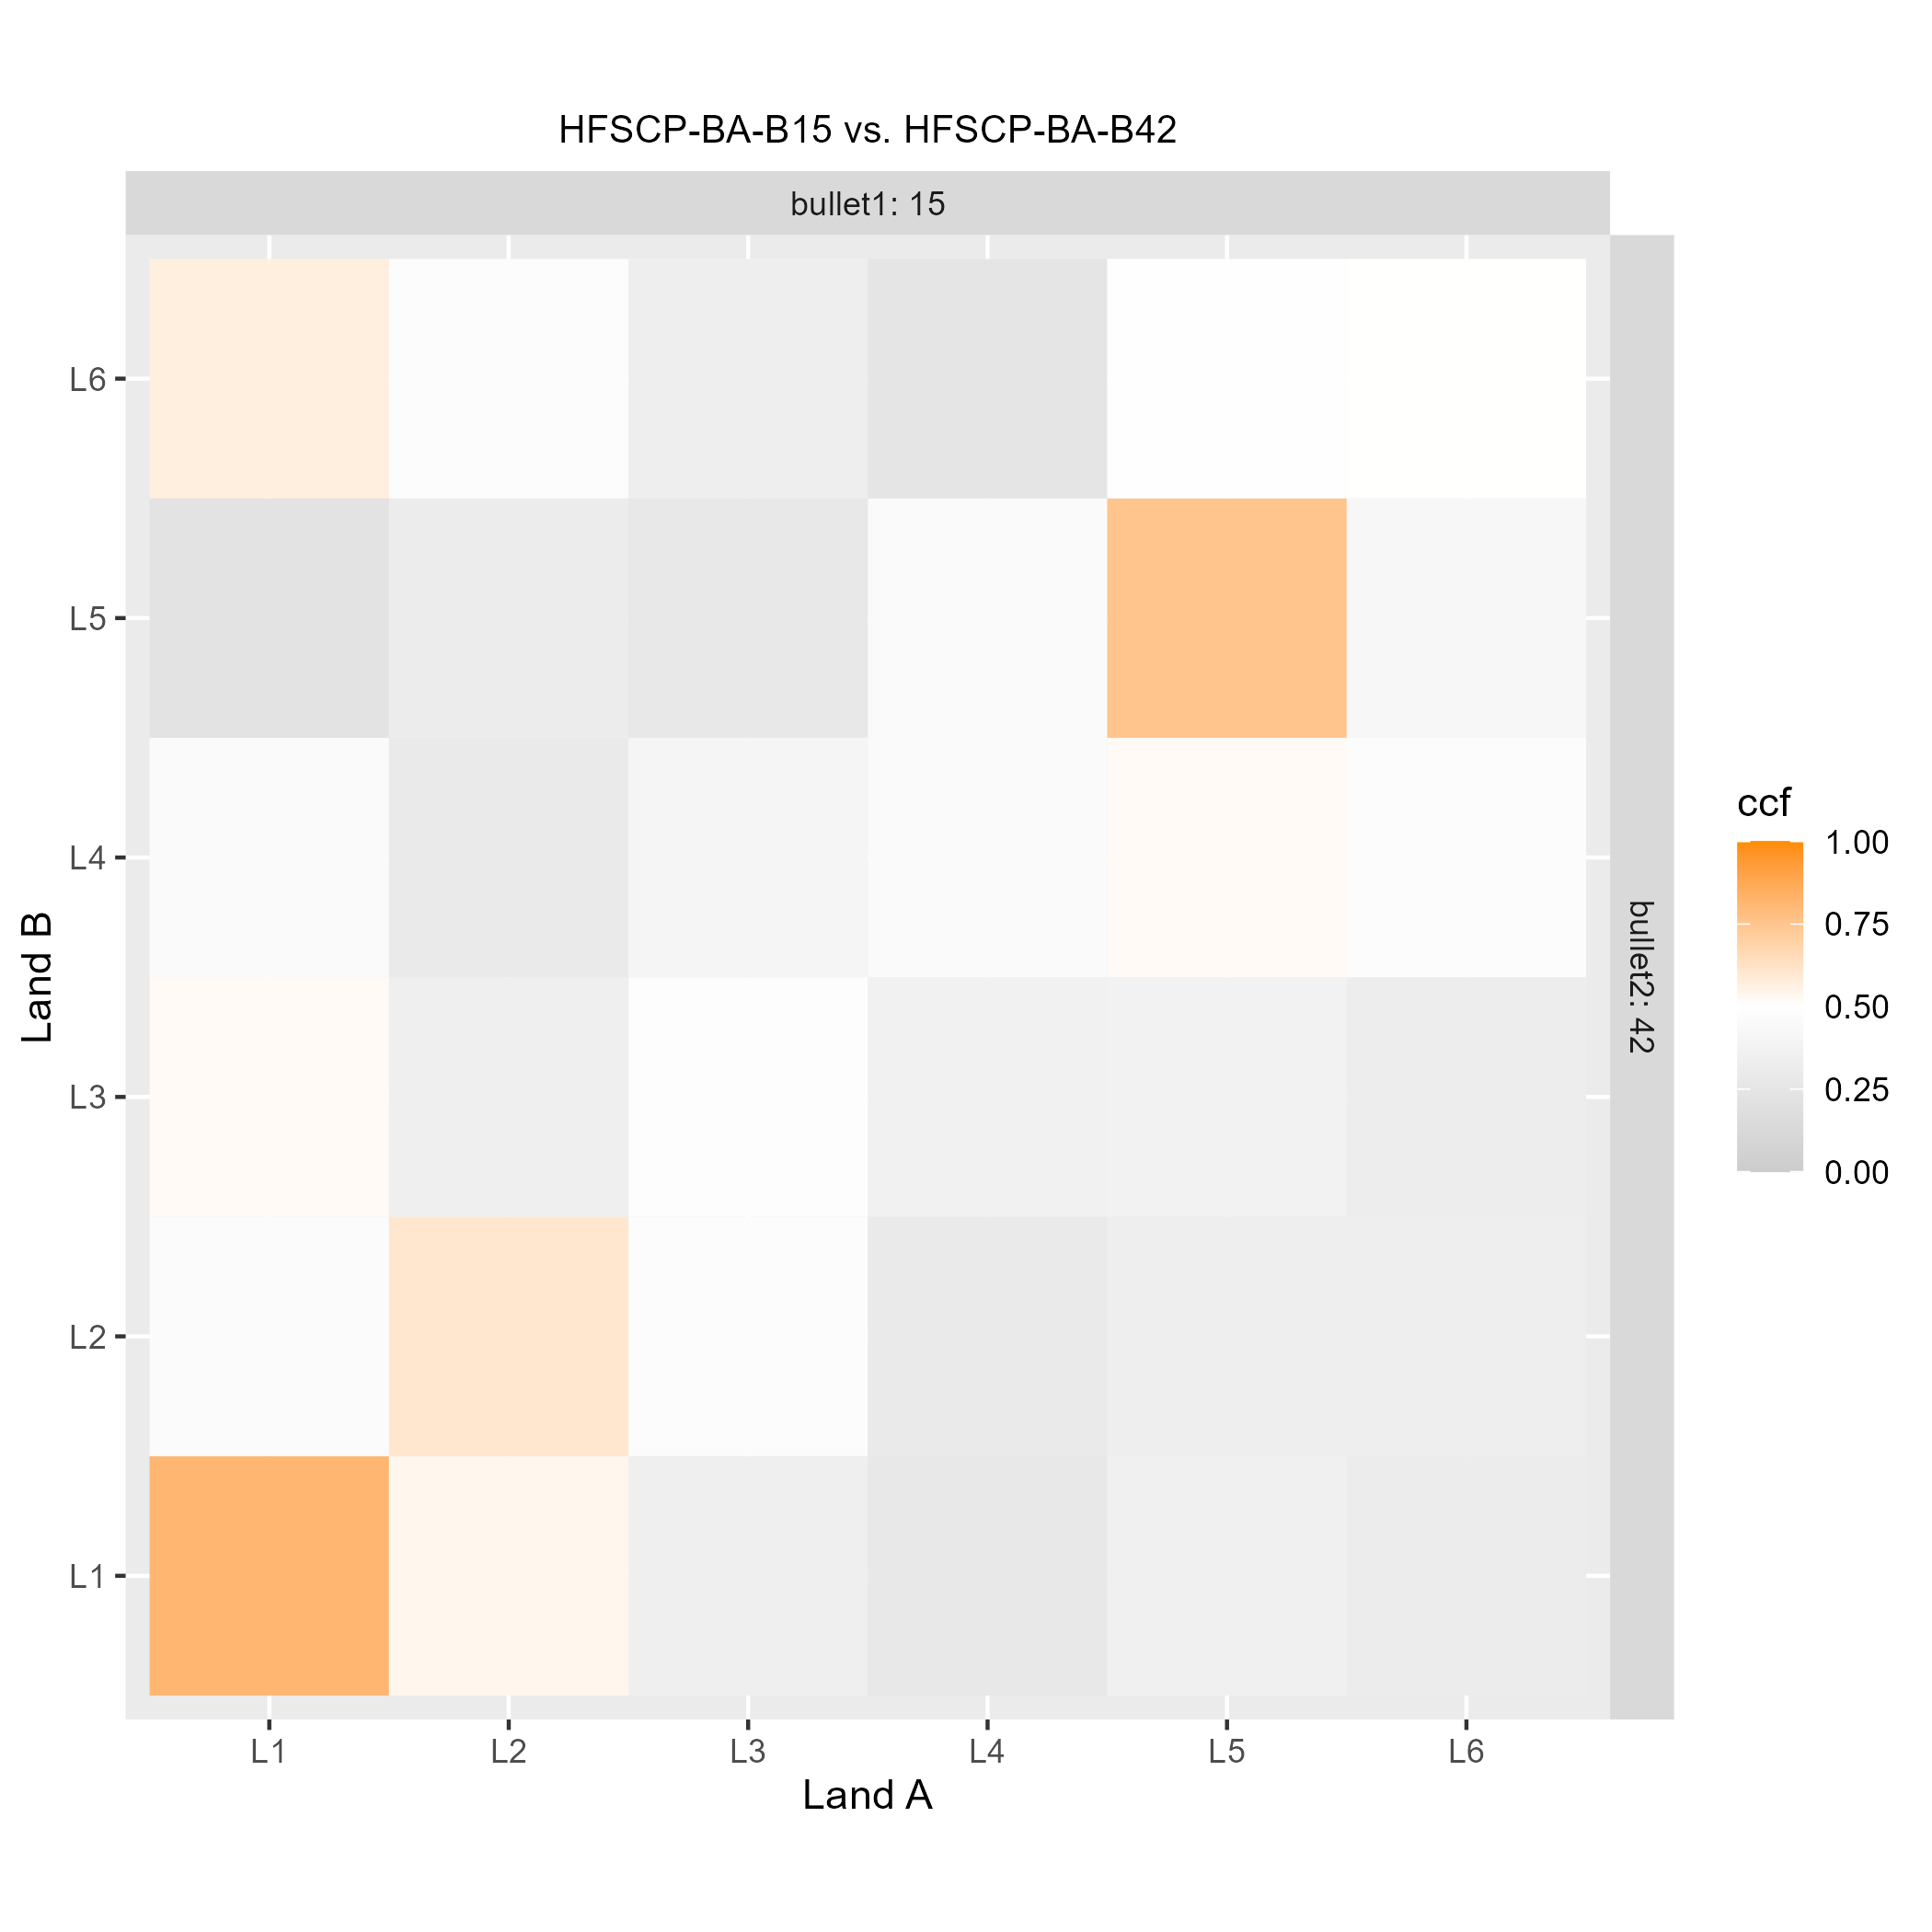 HFSCP-BA-B15 vs. HFSCP-BA-B42
bullet1: 15
L6
L5
L4
L3
L2
L1
Land B
bullet2: 42
ccf
1.00
0.75
0.50
0.25
0.00
L1 L2 L3 L4 L5 L6
Land A